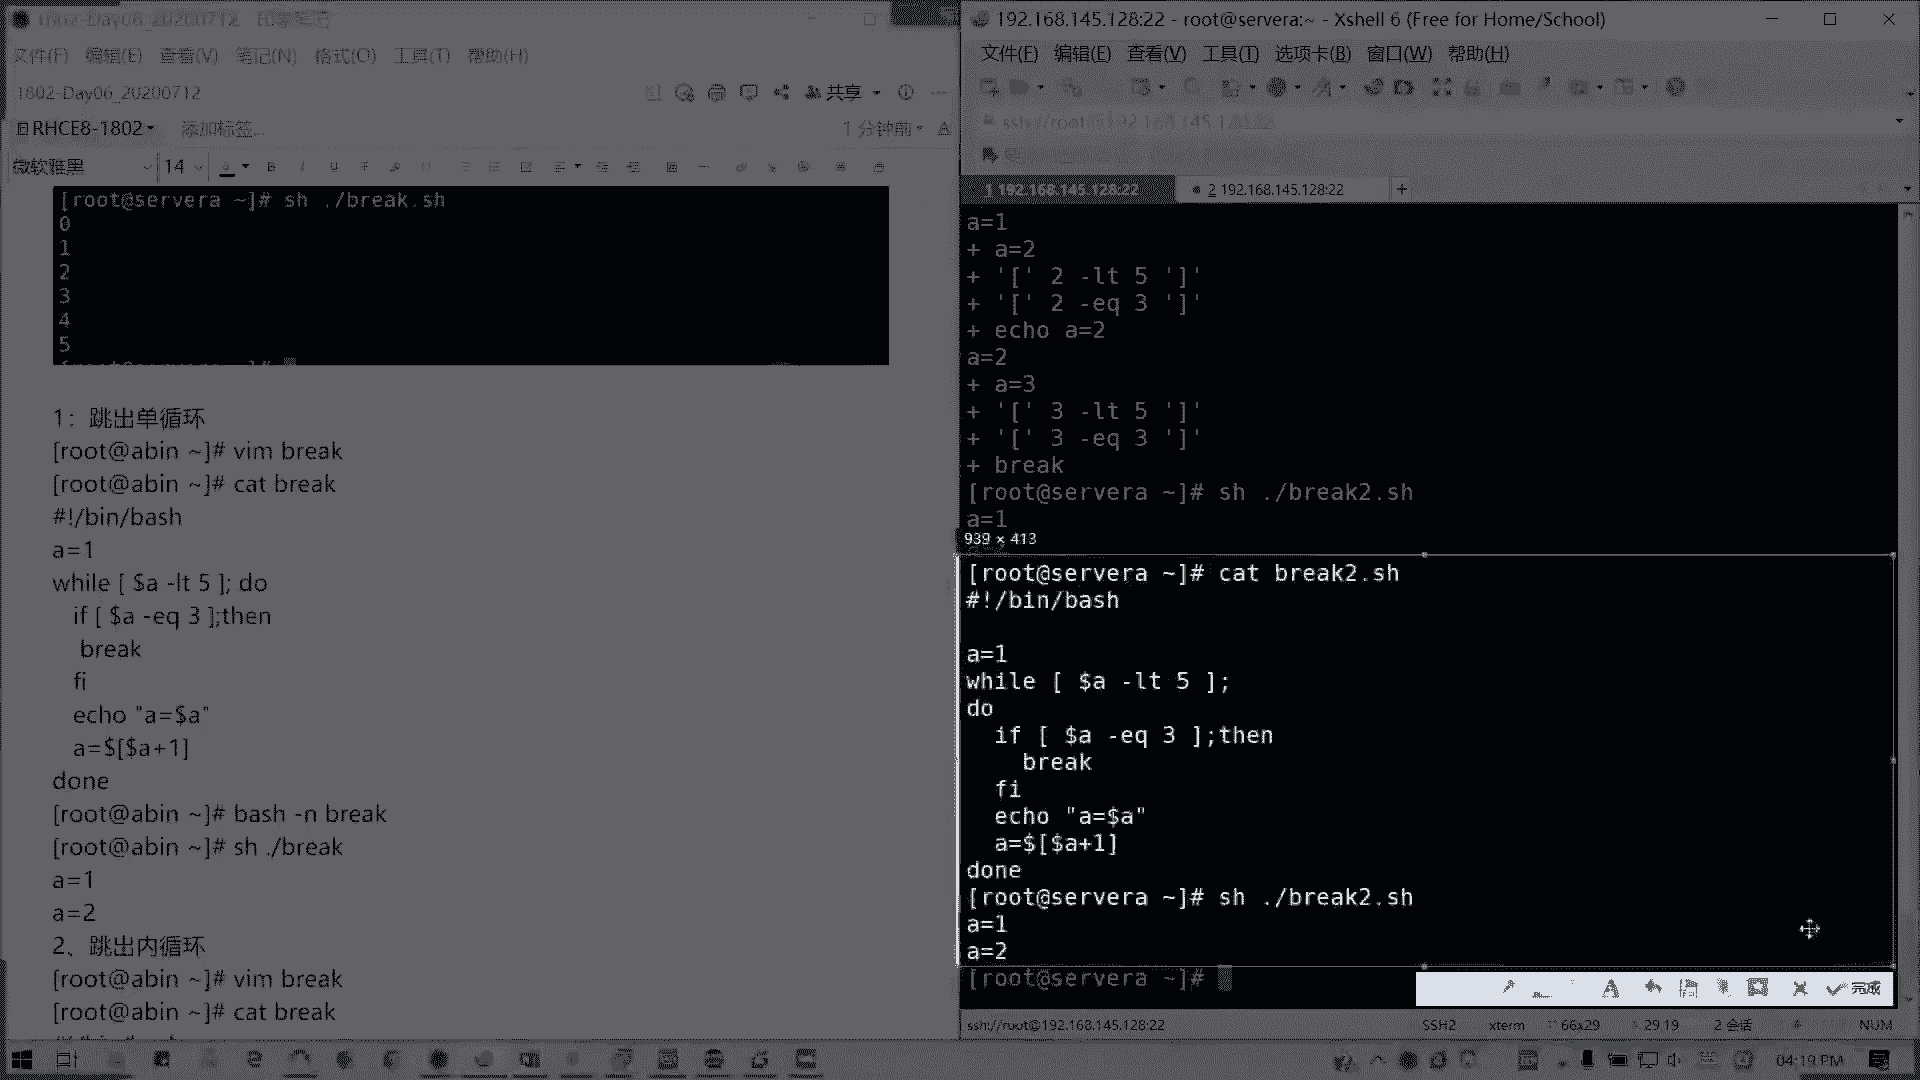 1802-Day06_20200712 印象笔记
文件(F) 编辑(E) 查看(V) 笔记(N) 格式(O) 工具(T) 帮助(H)
1802-Day06_20200712
共享
RHCE8-1802 添加标签...
1 分钟前
微软雅黑 14
[root@servera ~]# sh ./break.sh
0
1
2
3
4
5
1：跳出单循环
[root@abin ~]# vim break
[root@abin ~]# cat break
#!/bin/bash
a=1
while [ $a -lt 5 ]; do
if [ $a -eq 3 ];then
break
fi
echo "a=$a"
a=$[$a+1]
done
[root@abin ~]# bash -n break
[root@abin ~]# sh ./break
a=1
a=2
2、跳出内循环
[root@abin ~]# vim break
[root@abin ~]# cat break
192.168.145.128:22 - root@servera:~ - Xshell 6 (Free for Home/School)
文件(F) 编辑(E) 查看(V) 工具(T) 选项卡(B) 窗口(W) 帮助(H)
1 192.168.145.128:22
2 192.168.145.128:22
a=1
+ a=2
+ '[' 2 -lt 5 ']'
+ '[' 2 -eq 3 ']'
+ echo a=2
a=2
+ a=3
+ '[' 3 -lt 5 ']'
+ '[' 3 -eq 3 ']'
+ break
[root@servera ~]# sh ./break2.sh
a=1
939 × 413
[root@servera ~]# cat break2.sh
#!/bin/bash
a=1
while [ $a -lt 5 ];
do
if [ $a -eq 3 ];then
break
fi
echo "a=$a"
a=$[$a+1]
done
[root@servera ~]# sh ./break2.sh
a=1
a=2
[root@servera ~]#
完成
ssh://root@192.168.145.128:22
SSH2 xterm 66x29 29,19 2 会话 NUM
04:19 PM